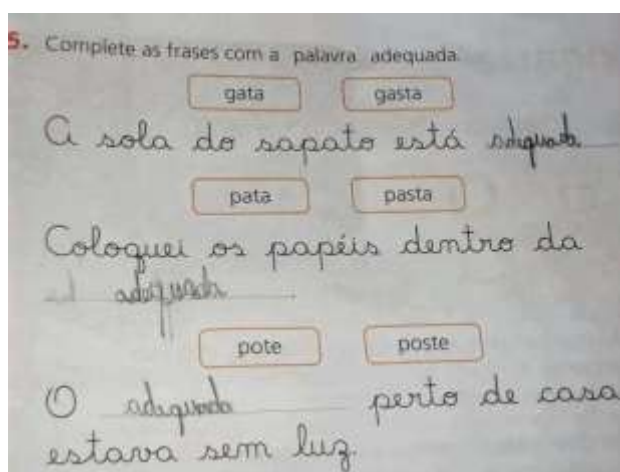 5. Complete as frases com a palavra adequada.
gata gasta
A sola do sapato está adequada
pata pasta
Coloquei os papéis dentro da
adequada.
pote poste
O adequada perto de casa
estava sem luz.